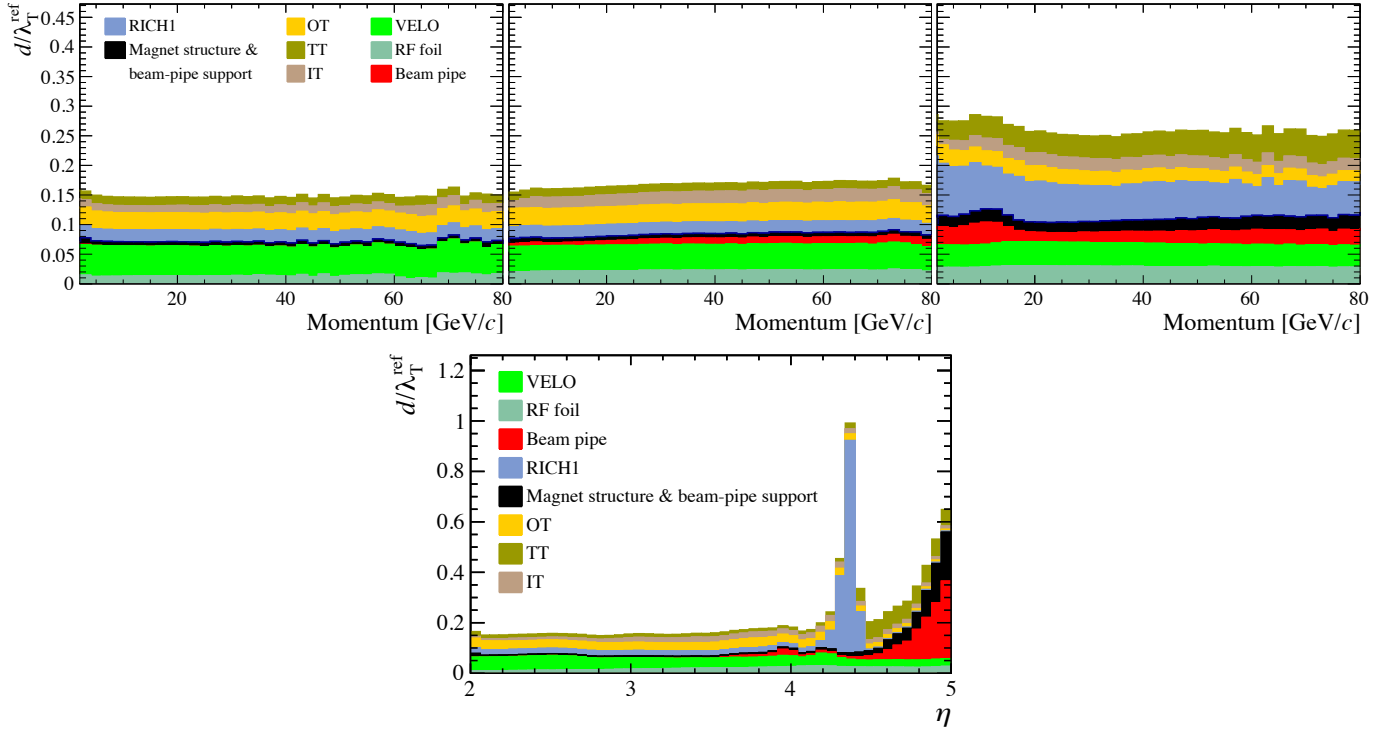 d/λ_T^ref
0.45
0.4
0.35
0.3
0.25
0.2
0.15
0.1
0.05
0
RICH1
Magnet structure &
beam-pipe support
OT
TT
IT
VELO
RF foil
Beam pipe
20 40 60 80
20 40 60 80
20 40 60 80
Momentum [GeV/c]
Momentum [GeV/c]
Momentum [GeV/c]
d/λ_T^ref
1.2
1
0.8
0.6
0.4
0.2
0
VELO
RF foil
Beam pipe
RICH1
Magnet structure & beam-pipe support
OT
TT
IT
2 3 4 5
η